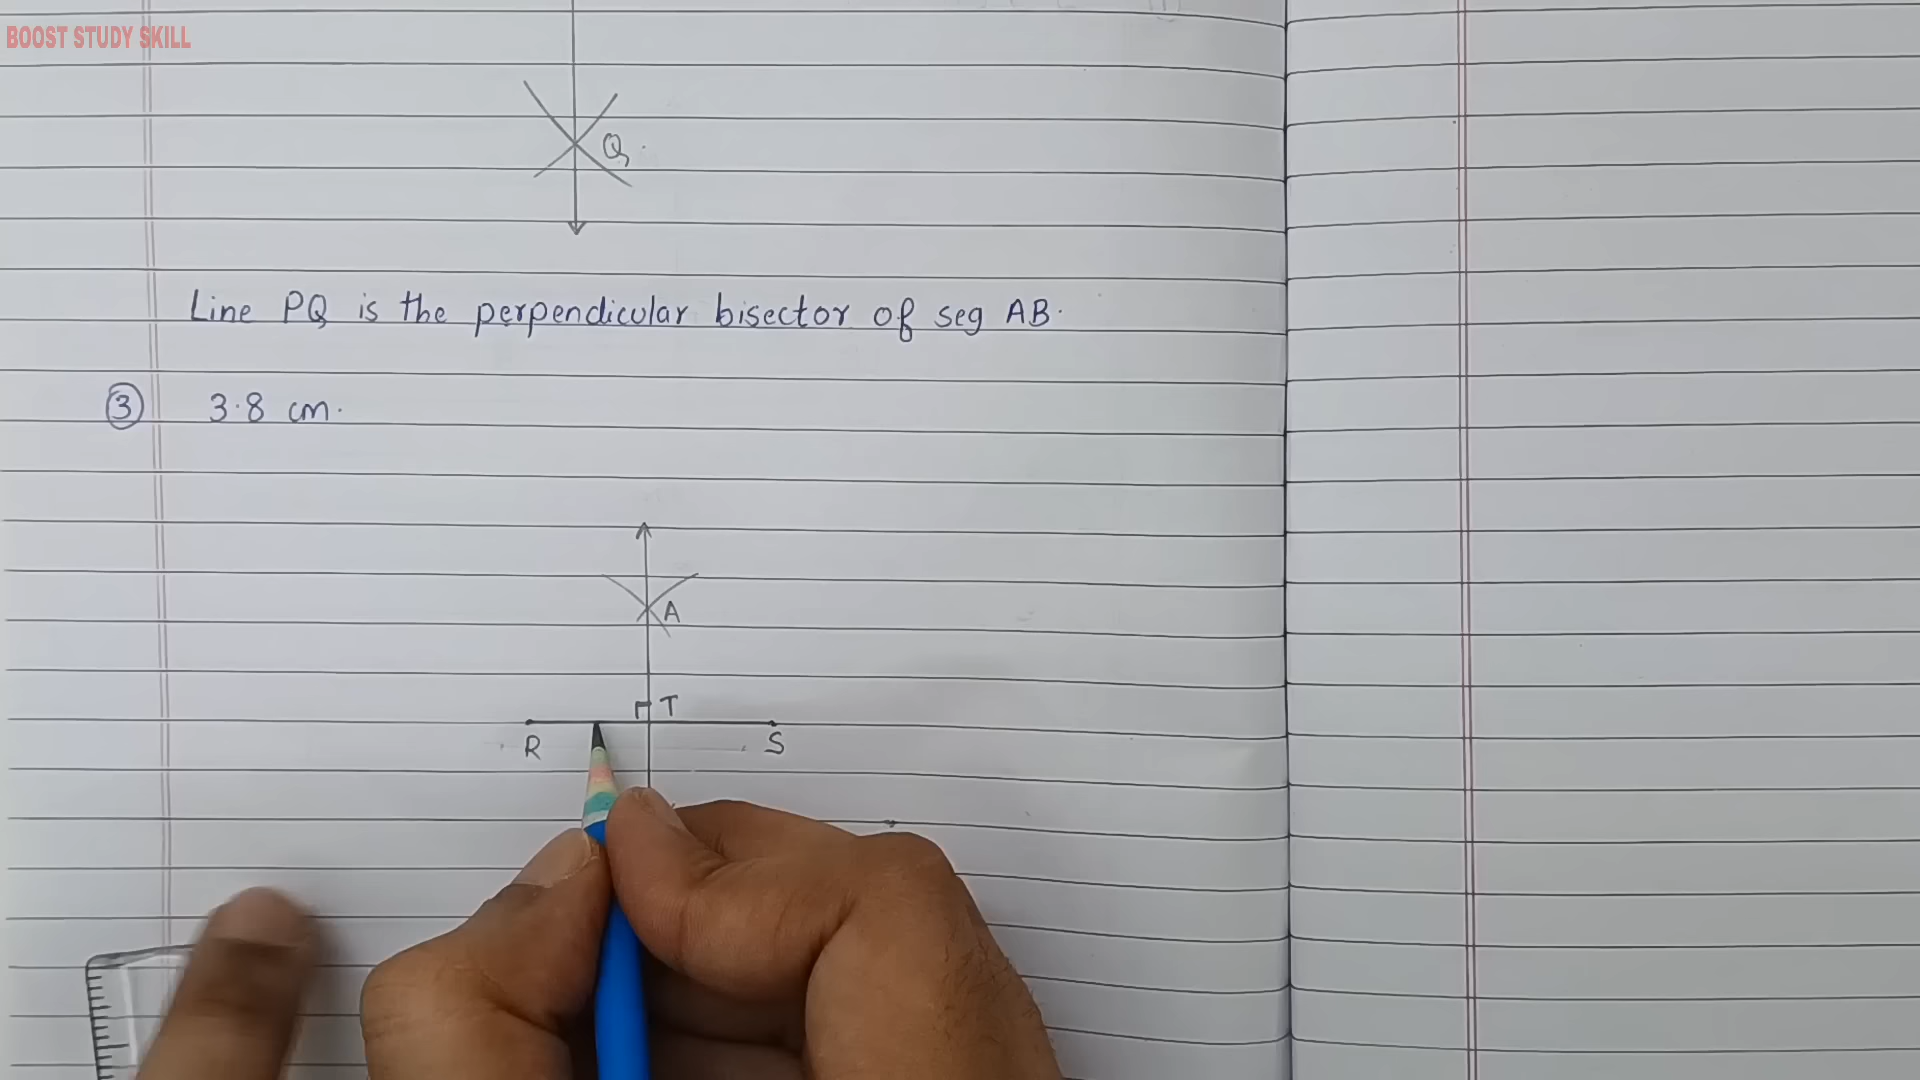 BOOST STUDY SKILL
Q
Line PQ is the perpendicular bisector of seg AB.
3 3.8 cm.
A
T
R
S